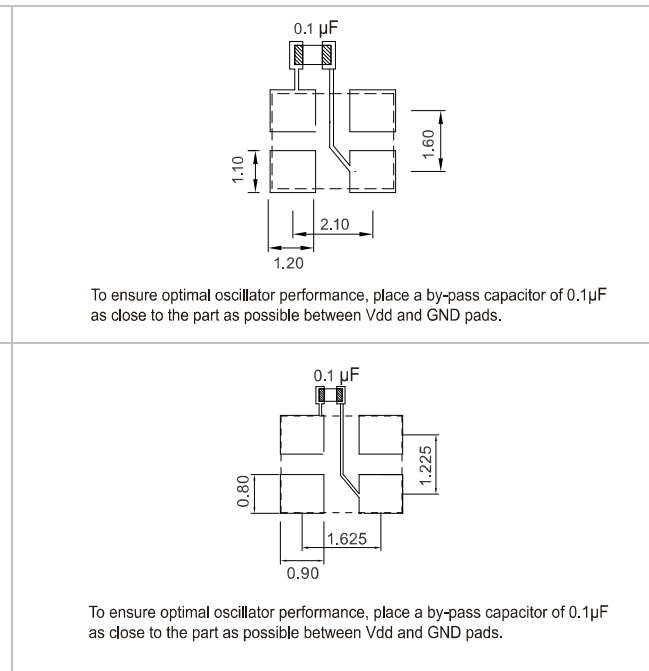 0.1 µF
1.10
1.60
2.10
1.20
To ensure optimal oscillator performance, place a by-pass capacitor of 0.1µF
as close to the part as possible between Vdd and GND pads.
0.1 µF
0.80
1.225
1.625
0.90
To ensure optimal oscillator performance, place a by-pass capacitor of 0.1µF
as close to the part as possible between Vdd and GND pads.